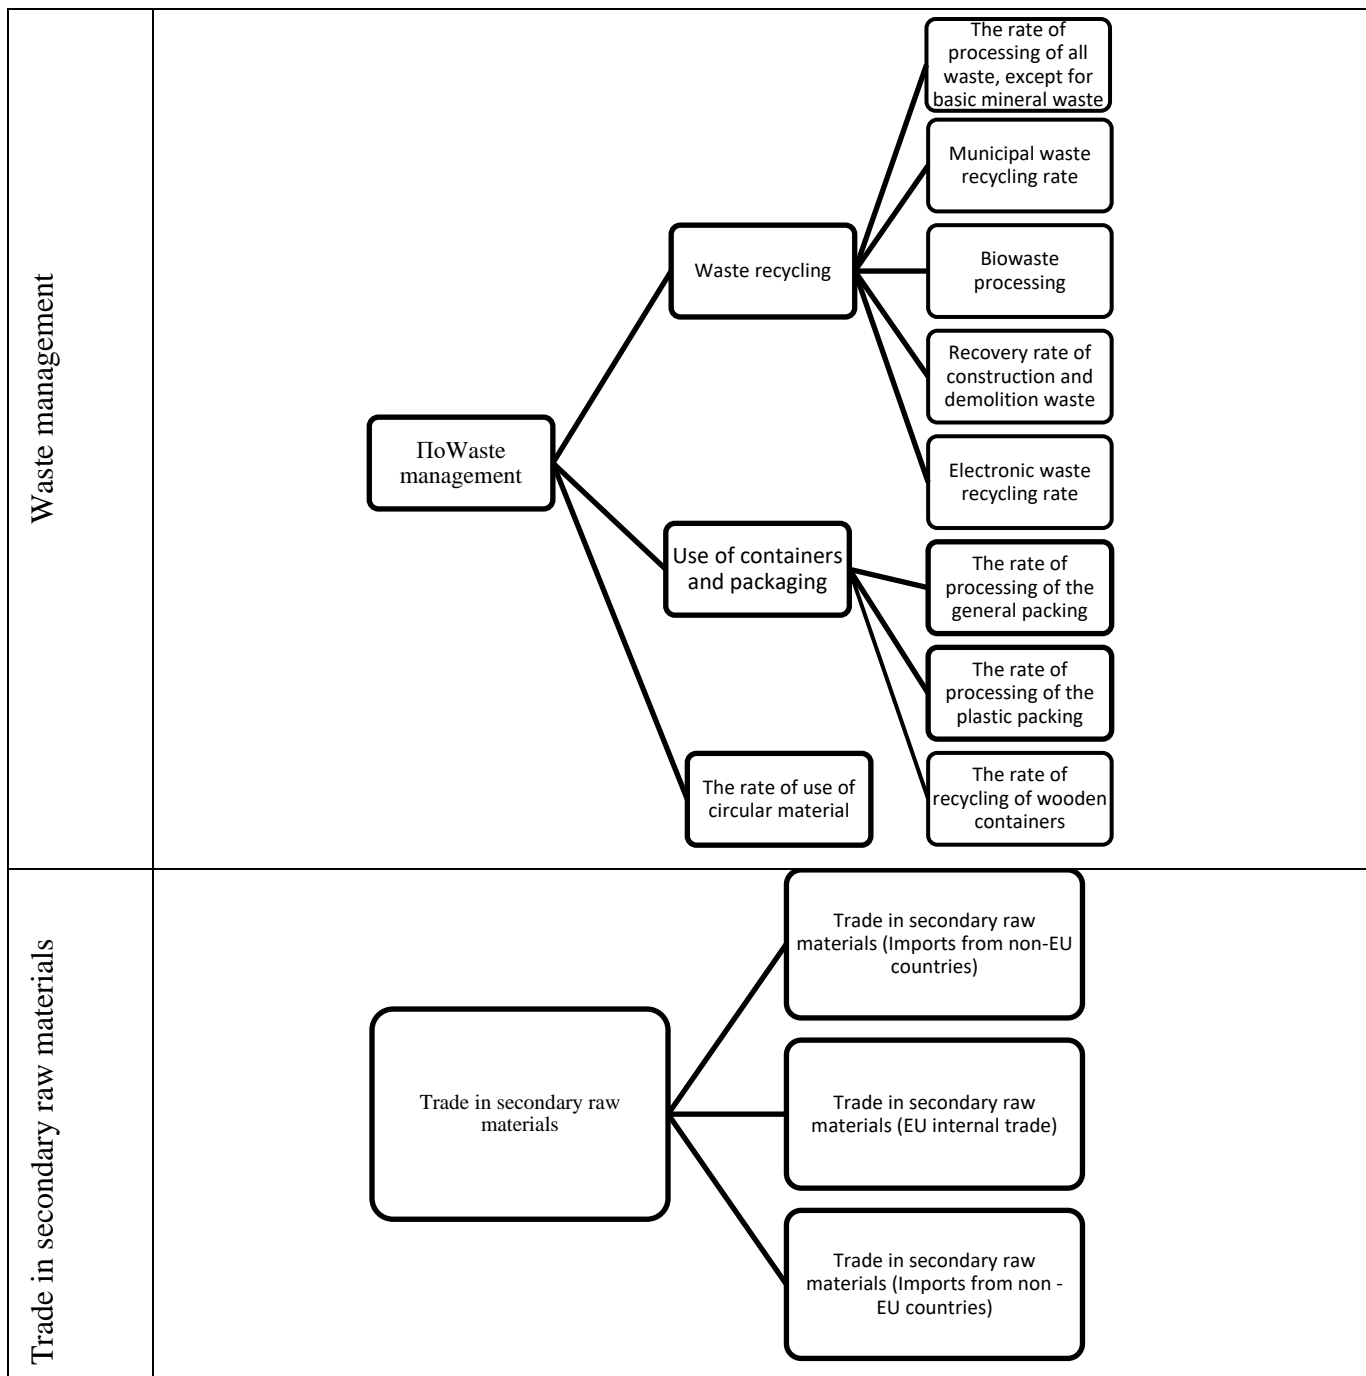 Waste management
The rate of
processing of all
waste, except for
basic mineral waste
Municipal waste
recycling rate
Waste recycling
Biowaste
processing
Recovery rate of
construction and
demolition waste
ПоWaste
management
Electronic waste
recycling rate
Use of containers
and packaging
The rate of
processing of the
general packing
The rate of
processing of the
plastic packing
The rate of use of
circular material
The rate of
recycling of wooden
containers
Trade in secondary raw materials
Trade in secondary raw
materials (Imports from non-EU
countries)
Trade in secondary raw
materials
Trade in secondary raw
materials (EU internal trade)
Trade in secondary raw
materials (Imports from non -
EU countries)